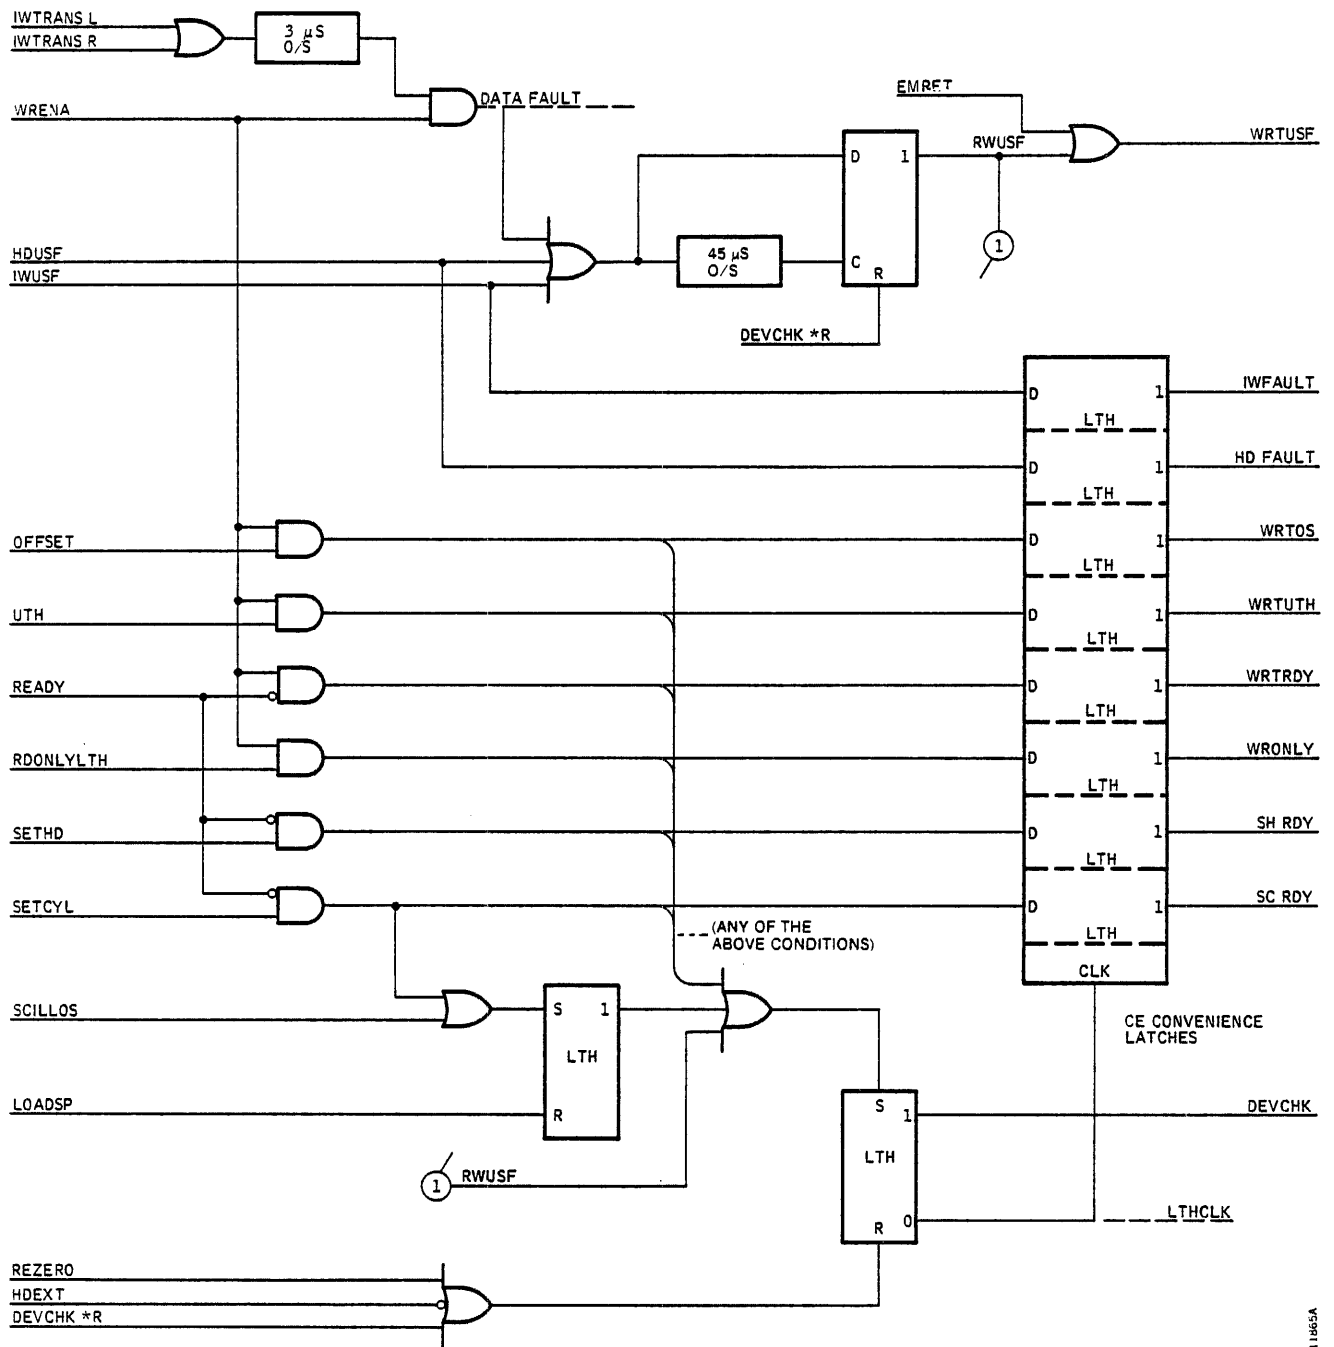 IWTRANS L
IWTRANS R
3 µS
O/S
WRENA
DATA FAULT
EMRET
RWUSF
WRTUSF
D 1
HDUSF
IWUSF
45 µS
O/S
C
R
1
DEVCHK *R
D 1 IWFAULT
LTH
D 1 HD FAULT
LTH
OFFSET
D 1 WRTOS
LTH
UTH
D 1 WRTUTH
LTH
READY
D 1 WRTRDY
LTH
RDONLYLTH
D 1 WRONLY
LTH
SETHD
D 1 SH RDY
LTH
SETCYL
D 1 SC RDY
LTH
(ANY OF THE
ABOVE CONDITIONS)
CLK
SCILLOS
S 1
LTH
R
CE CONVENIENCE
LATCHES
LOADSP
S
1
DEVCHK
LTH
1 RWUSF
R 0
LTHCLK
REZERO
HDEXT
DEVCHK *R
11865A